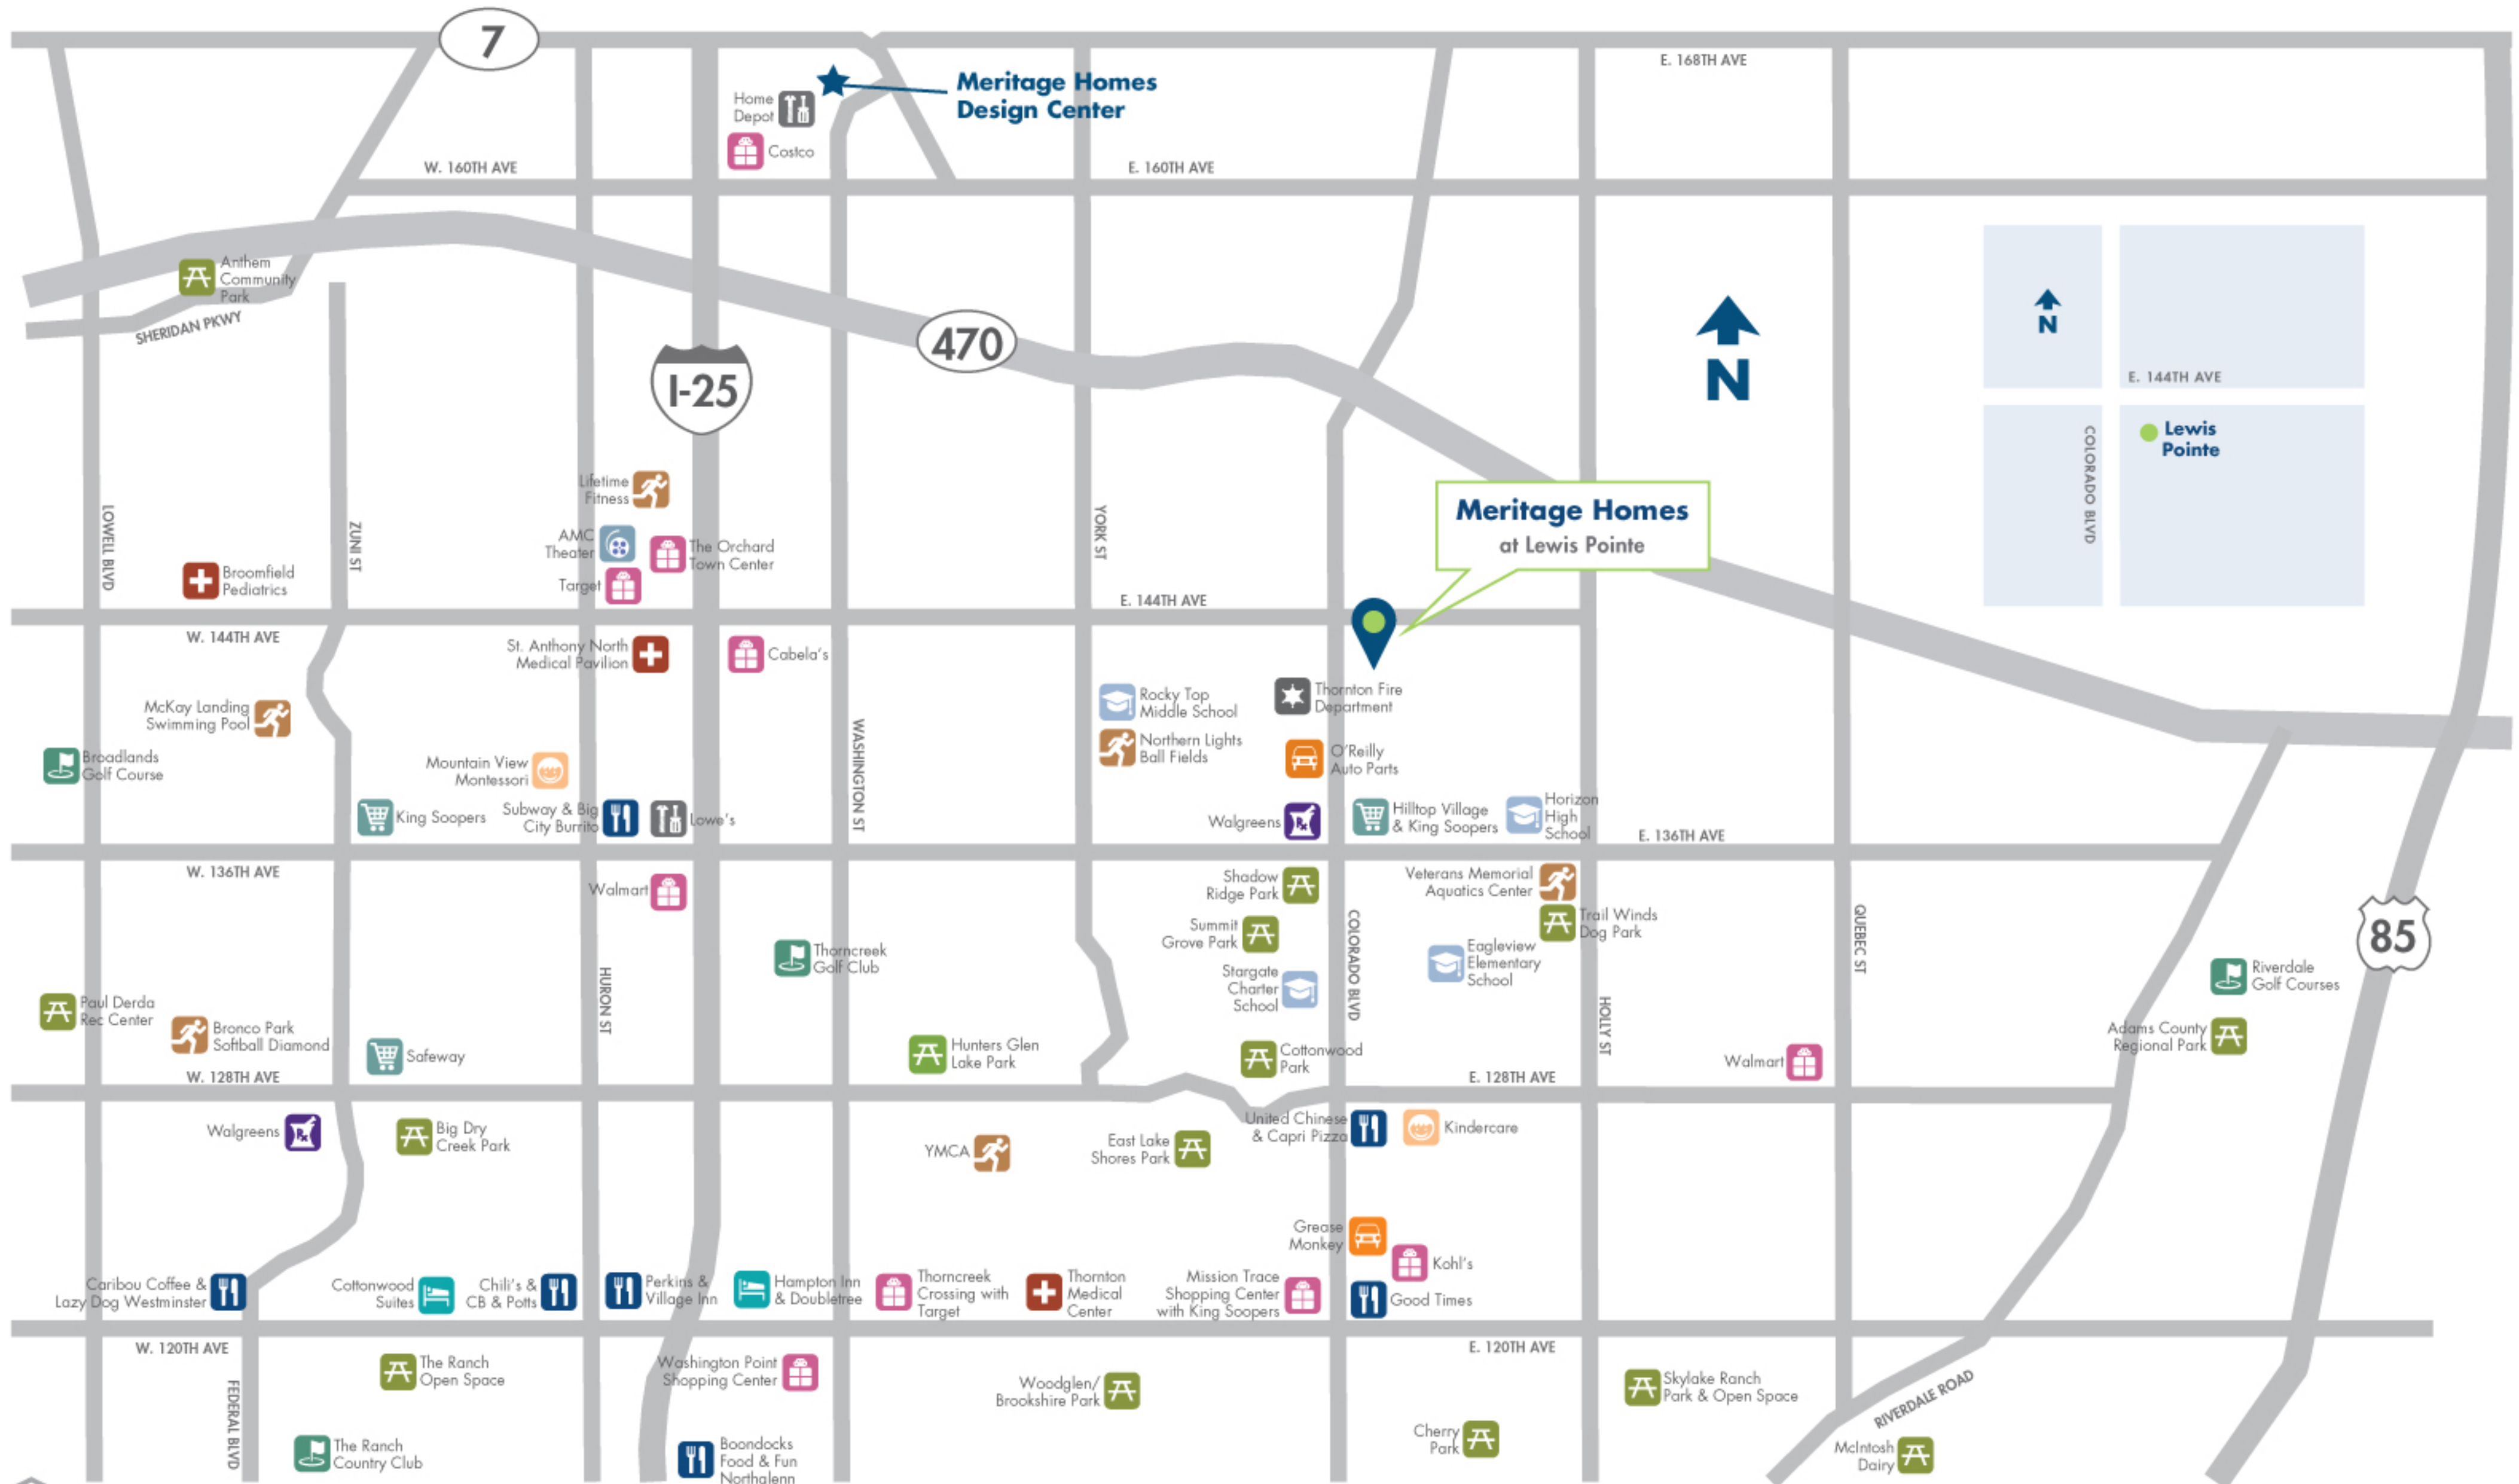 7
E. 168TH AVE
Meritage Homes
Design Center
Home
Depot
Costco
W. 160TH AVE
E. 160TH AVE
Anthem
Community
Park
SHERIDAN PKWY
470
I-25
N
N
E. 144TH AVE
COLORADO BLVD
Lewis
Pointe
Lifetime
Fitness
AMC
Theater
The Orchard
Town Center
Target
LOWELL BLVD
ZUNI ST
YORK ST
Meritage Homes
at Lewis Pointe
Broomfield
Pediatrics
E. 144TH AVE
W. 144TH AVE
St. Anthony North
Medical Pavilion
Cabela's
McKay Landing
Swimming Pool
Rocky Top
Middle School
Thornton Fire
Department
Broadlands
Golf Course
Mountain View
Montessori
WASHINGTON ST
Northern Lights
Ball Fields
O'Reilly
Auto Parts
King Soopers
Subway & Big
City Burrito
Lowe's
Walgreens
Hilltop Village
& King Soopers
Horizon
High
School
E. 136TH AVE
W. 136TH AVE
Walmart
Shadow
Ridge Park
Veterans Memorial
Aquatics Center
Summit
Grove Park
Trail Winds
Dog Park
COLORADO BLVD
QUEBEC ST
85
Thorncreek
Golf Club
Eagleview
Elementary
School
Stargate
Charter
School
Riverdale
Golf Courses
HURON ST
HOLLY ST
Paul Derda
Rec Center
Bronco Park
Softball Diamond
Safeway
Hunters Glen
Lake Park
Cottonwood
Park
Walmart
Adams County
Regional Park
W. 128TH AVE
E. 128TH AVE
Walgreens
Big Dry
Creek Park
YMCA
East Lake
Shores Park
United Chinese
& Capri Pizza
Kindercare
Grease
Monkey
Kohl's
Caribou Coffee &
Lazy Dog Westminster
Cottonwood
Suites
Chili's &
CB & Potts
Perkins &
Village Inn
Hampton Inn
& Doubletree
Thorncreek
Crossing with
Target
Thornton
Medical
Center
Mission Trace
Shopping Center
with King Soopers
Good Times
W. 120TH AVE
E. 120TH AVE
FEDERAL BLVD
The Ranch
Open Space
Washington Point
Shopping Center
Woodglen/
Brookshire Park
Skylake Ranch
Park & Open Space
RIVERDALE ROAD
The Ranch
Country Club
Boondocks
Food & Fun
Northglenn
Cherry
Park
McIntosh
Dairy